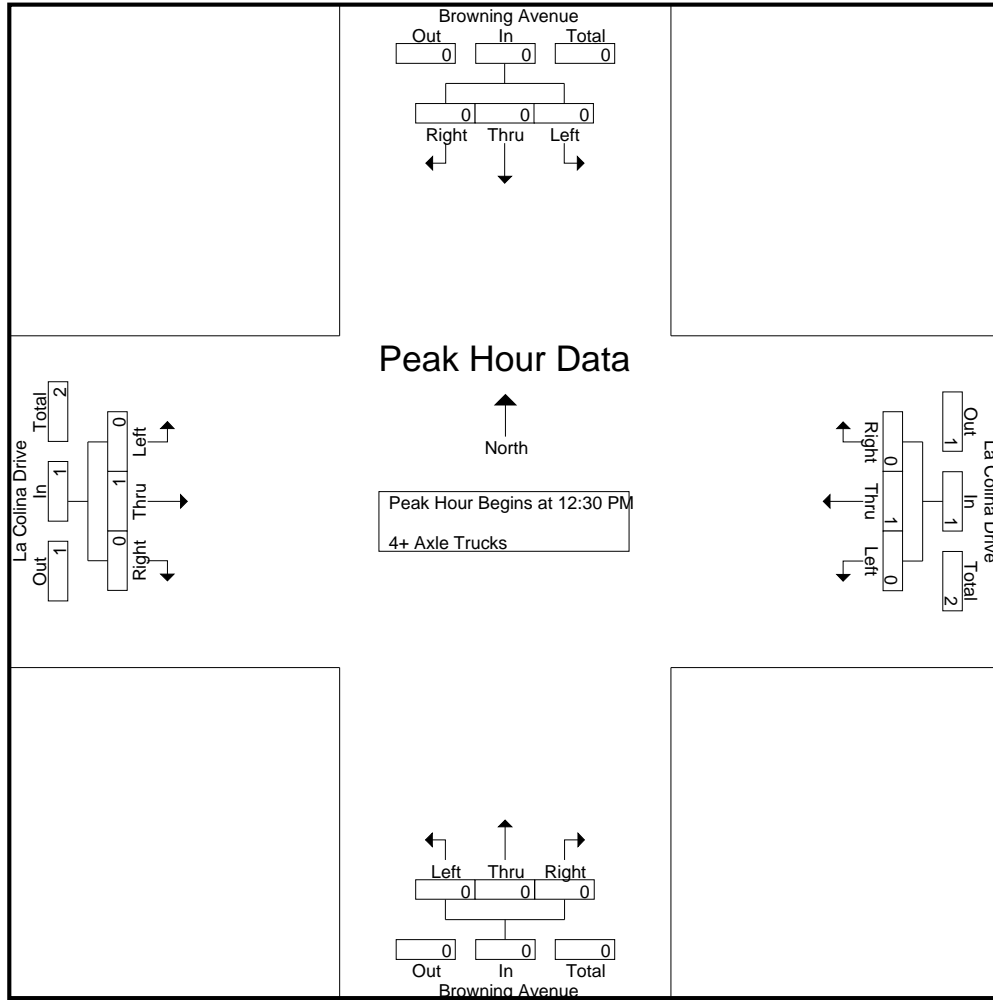 Browning Avenue
Out In Total
0 0 0
0 0 0
Right Thru Left
Peak Hour Data
North
Peak Hour Begins at 12:30 PM
4+ Axle Trucks
La Colina Drive
Out In Total
1 1 2
Left Thru Right
0 1 0
La Colina Drive
Out In Total
1 1 2
Right Thru Left
0 1 0
Left Thru Right
0 0 0
0 0 0
Out In Total
Browning Avenue